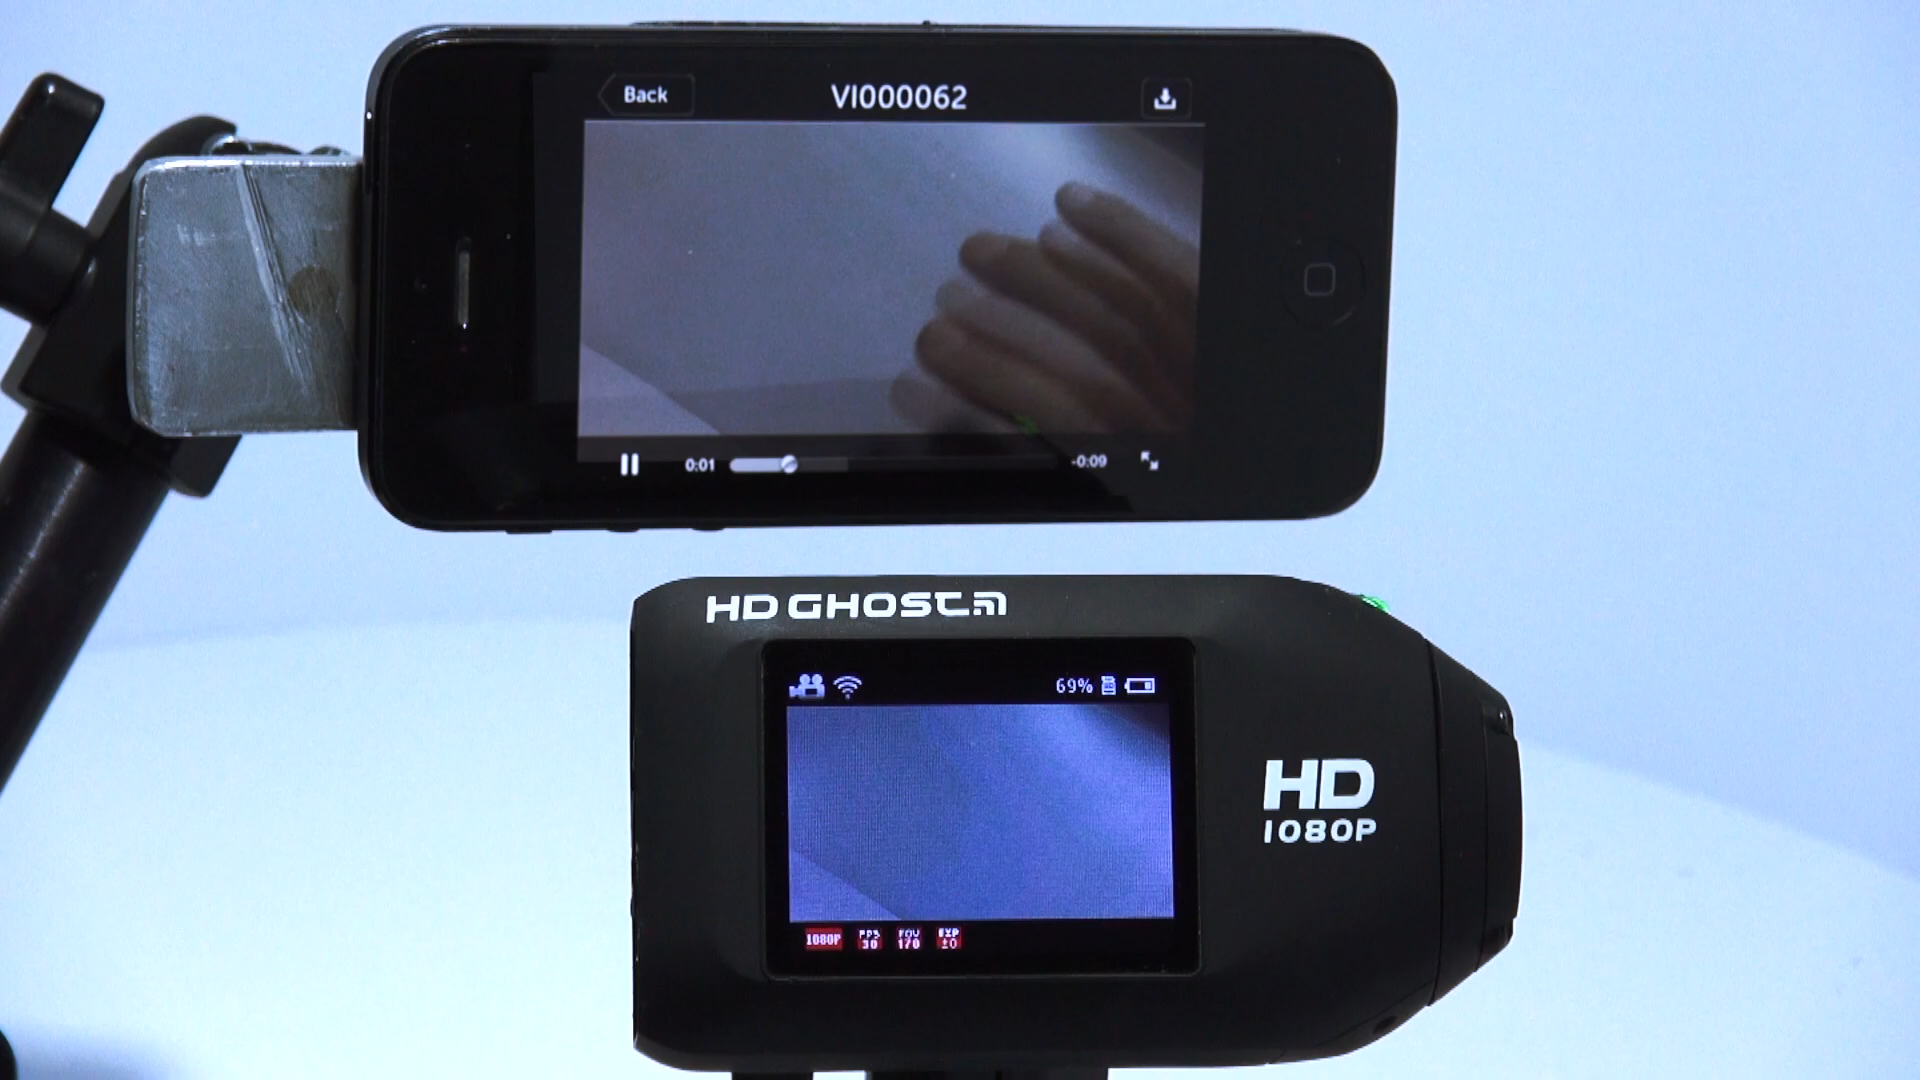 Back
VI000062
0:01
-0:09
HD GHOST
69%
HD
1080P
1080P
FPS
30
FOV
170
EXP
±0